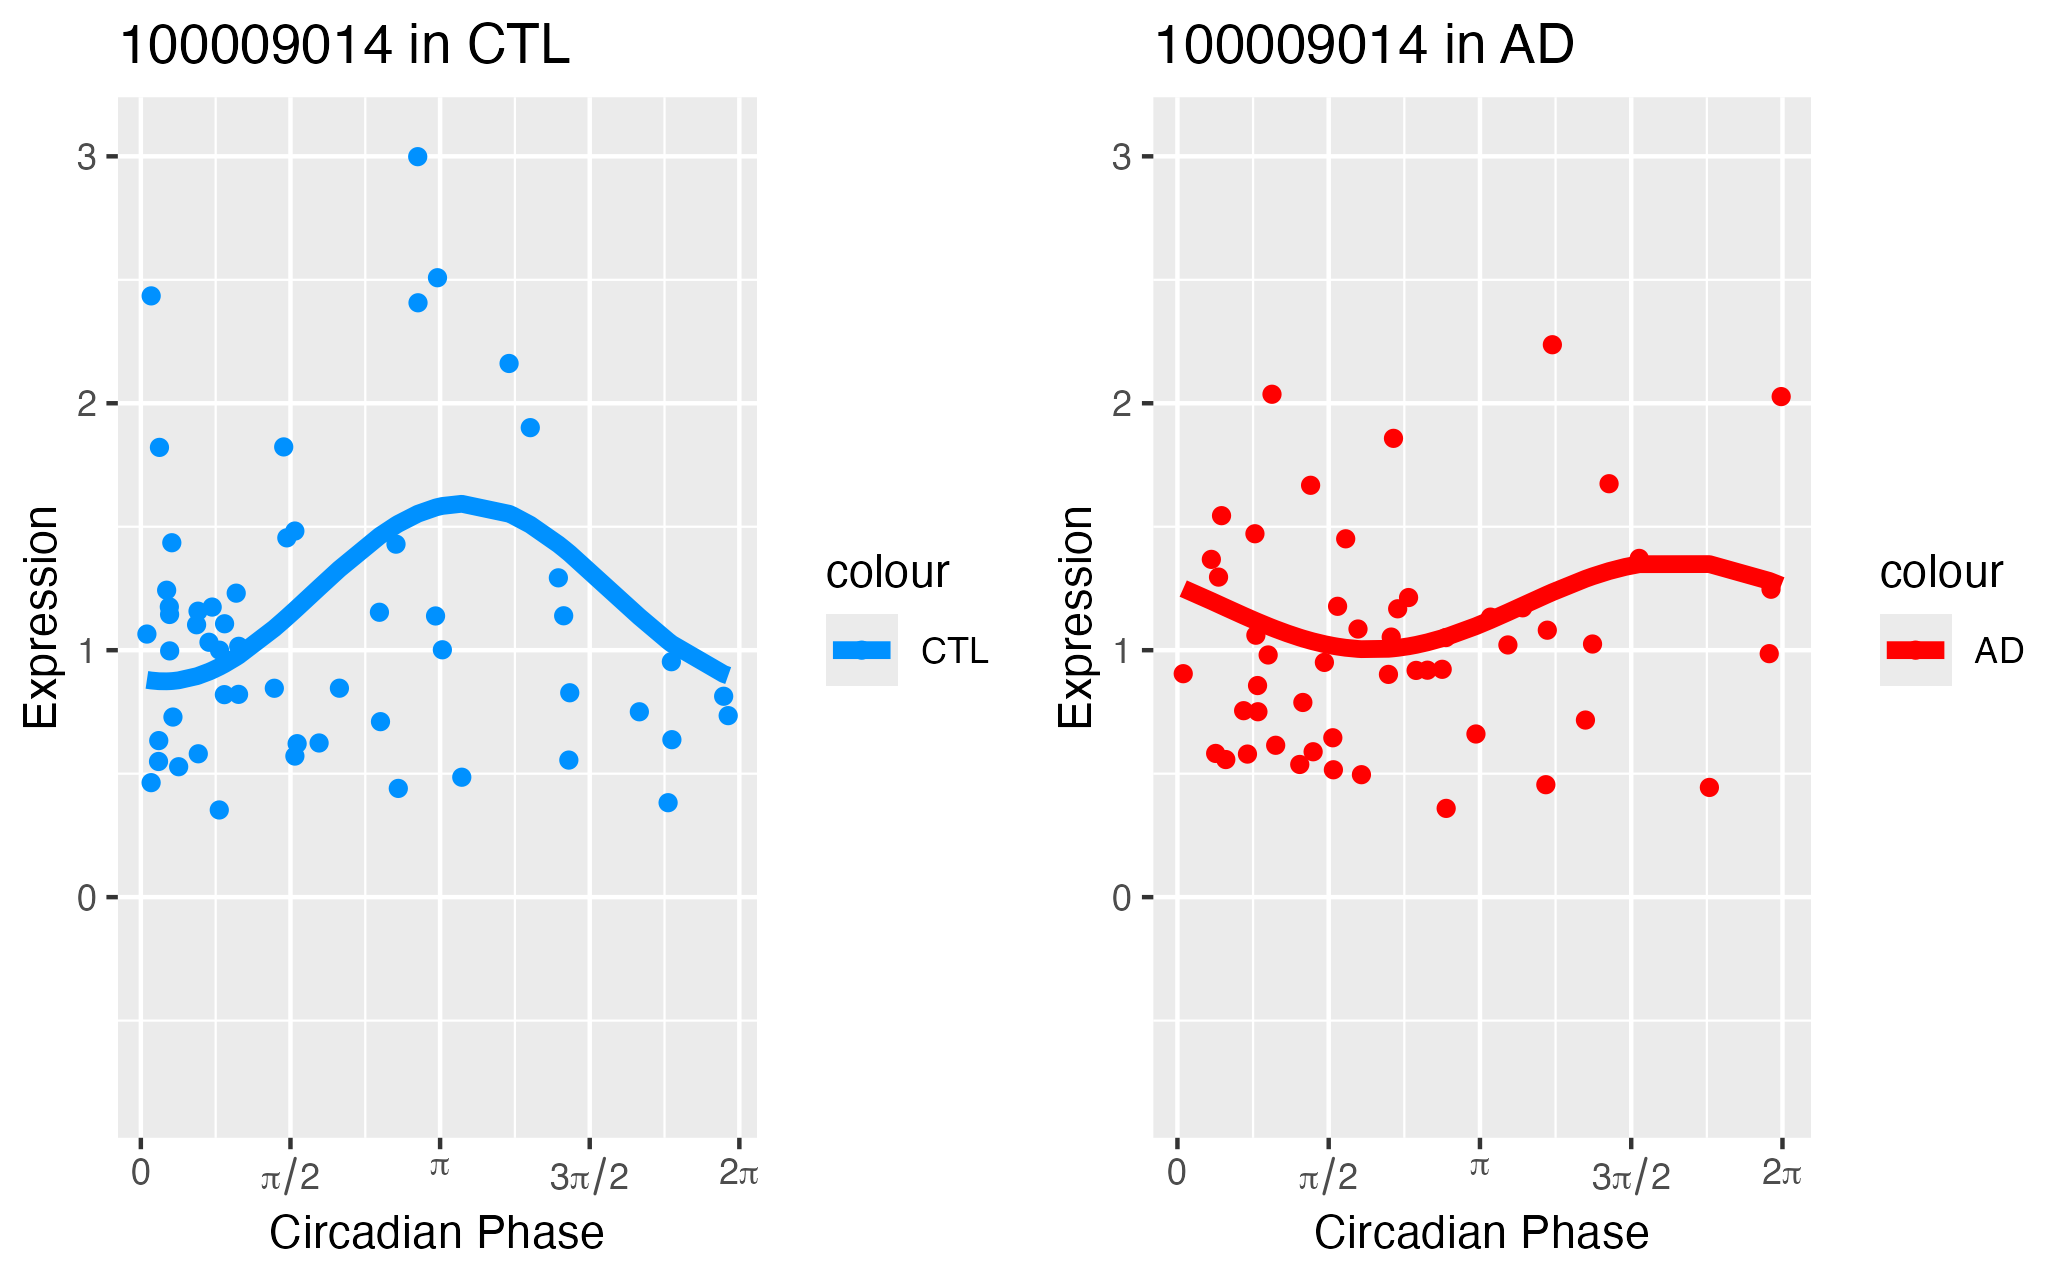 100009014 in CTL
3
2
1
0
Expression
0 π/2 π 3π/2 2π
Circadian Phase
colour
CTL
100009014 in AD
3
2
1
0
Expression
0 π/2 π 3π/2 2π
Circadian Phase
colour
AD